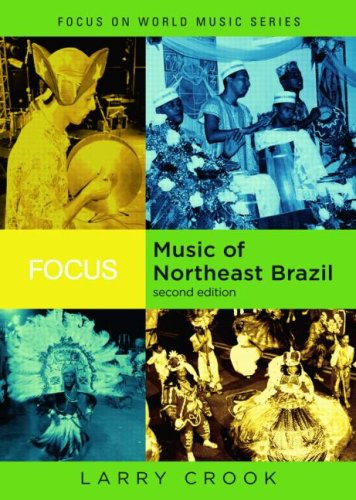 FOCUS ON WORLD MUSIC SERIES
FOCUS
Music of
Northeast Brazil
second edition
LARRY CROOK